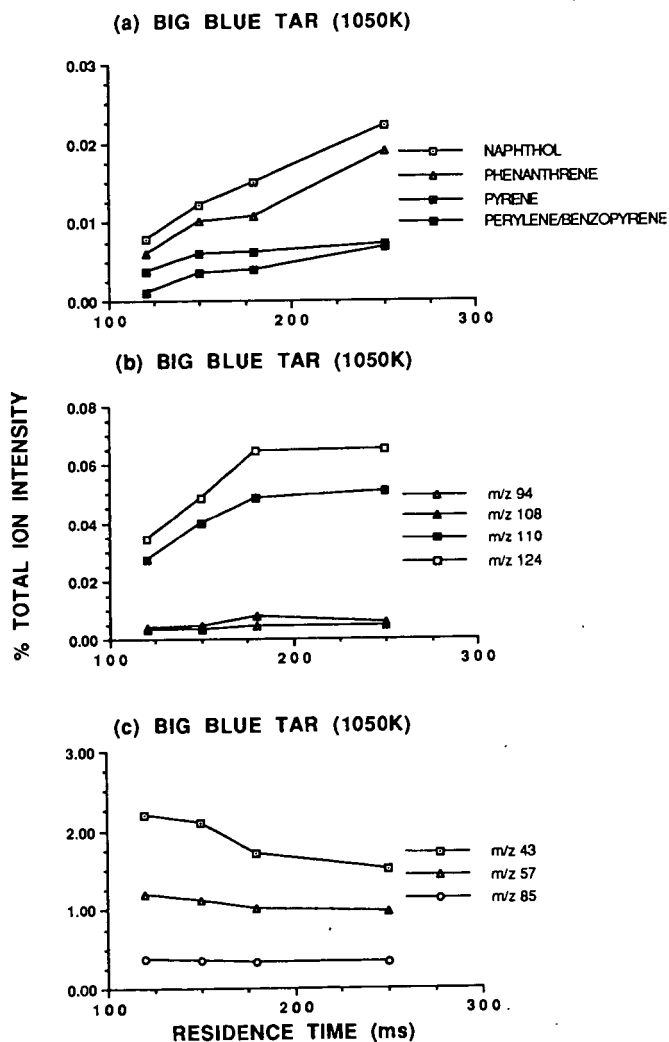 (a) BIG BLUE TAR (1050K)
0.03
0.02
0.01
0.00
100
200
300
NAPHTHOL
PHENANTHRENE
PYRENE
PERYLENE/BENZOPYRENE
(b) BIG BLUE TAR (1050K)
% TOTAL ION INTENSITY
0.08
0.06
0.04
0.02
0.00
100
200
300
m/z 94
m/z 108
m/z 110
m/z 124
(c) BIG BLUE TAR (1050K)
3.00
2.00
1.00
0.00
100
200
300
m/z 43
m/z 57
m/z 85
RESIDENCE TIME (ms)